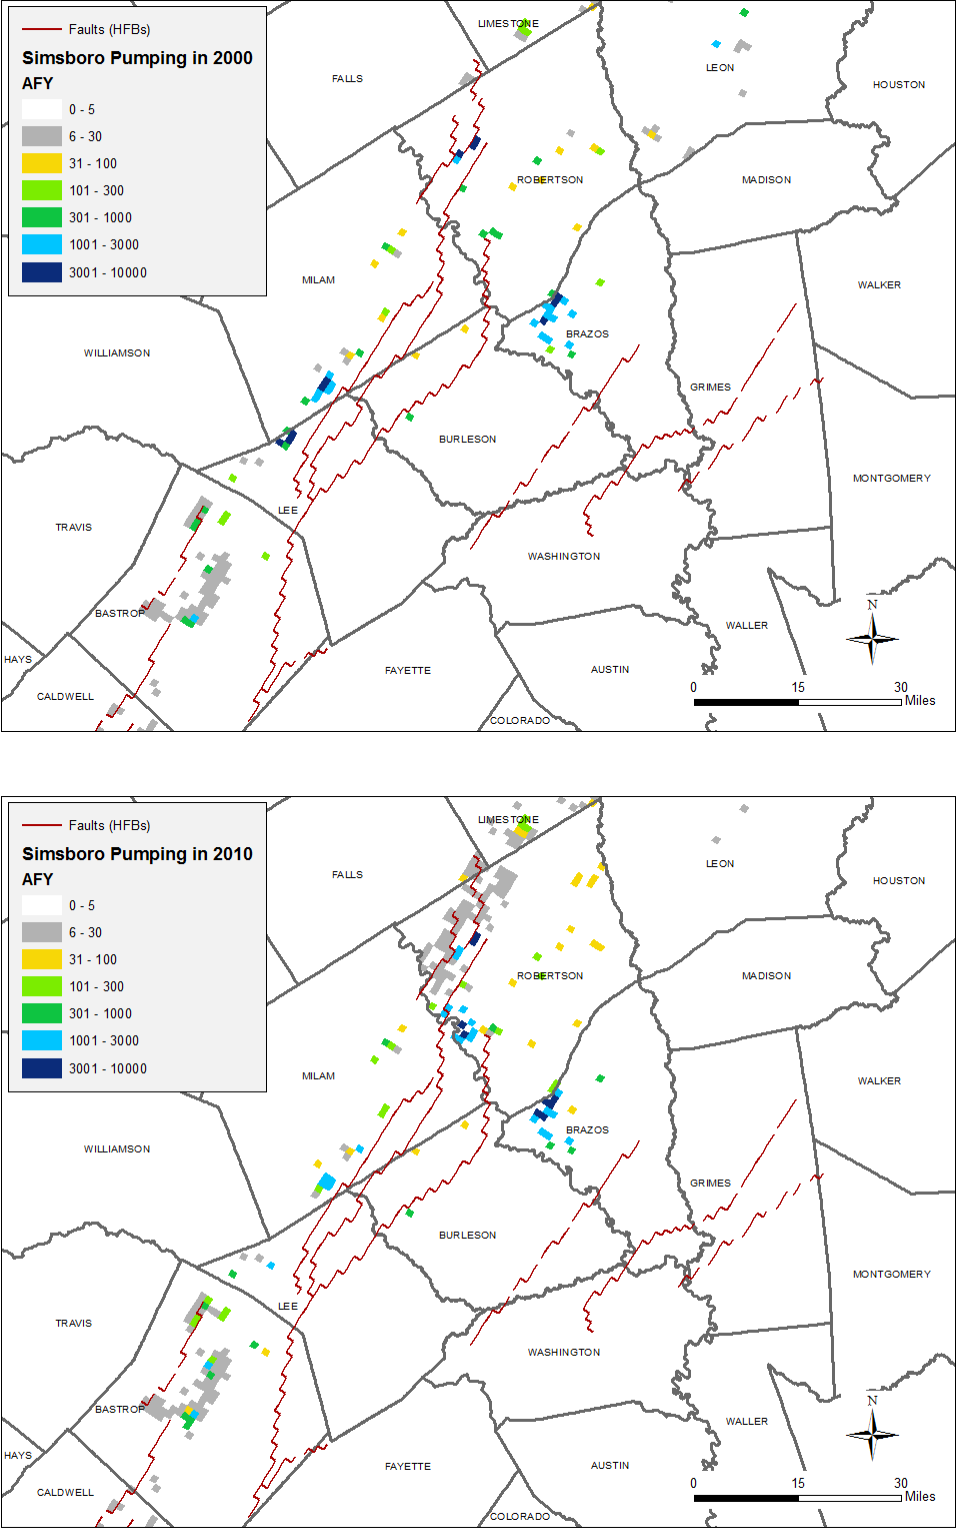 Faults (HFBs)
Simsboro Pumping in 2000
AFY
0 - 5
6 - 30
31 - 100
101 - 300
301 - 1000
1001 - 3000
3001 - 10000
LIMESTONE
FALLS
LEON
HOUSTON
ROBERTSON
MADISON
MILAM
WALKER
WILLIAMSON
BRAZOS
GRIMES
BURLESON
MONTGOMERY
LEE
TRAVIS
WASHINGTON
BASTROP
WALLER
HAYS
FAYETTE
AUSTIN
CALDWELL
COLORADO
N
0 15 30
Miles
Faults (HFBs)
Simsboro Pumping in 2010
AFY
0 - 5
6 - 30
31 - 100
101 - 300
301 - 1000
1001 - 3000
3001 - 10000
LIMESTONE
FALLS
LEON
HOUSTON
ROBERTSON
MADISON
MILAM
WALKER
WILLIAMSON
BRAZOS
GRIMES
BURLESON
MONTGOMERY
LEE
TRAVIS
WASHINGTON
BASTROP
WALLER
HAYS
FAYETTE
AUSTIN
CALDWELL
COLORADO
N
0 15 30
Miles